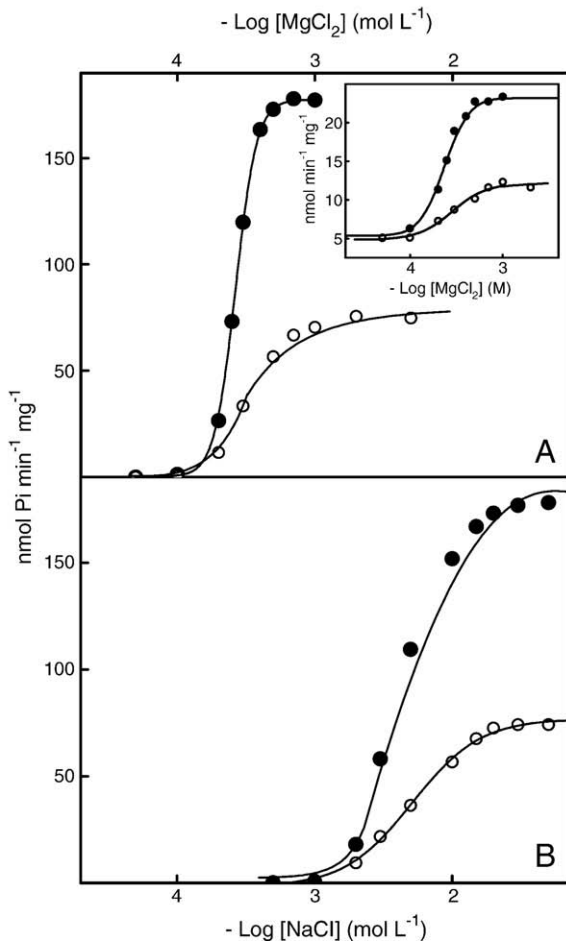 - Log [MgCl₂] (mol L⁻¹)
4 3 2
150
100
50
nmol Pi min⁻¹ mg⁻¹
nmol min⁻¹ mg⁻¹
20
15
10
5
4 3
- Log [MgCl₂] (M)
A
150
100
50
B
4 3 2
- Log [NaCl] (mol L⁻¹)